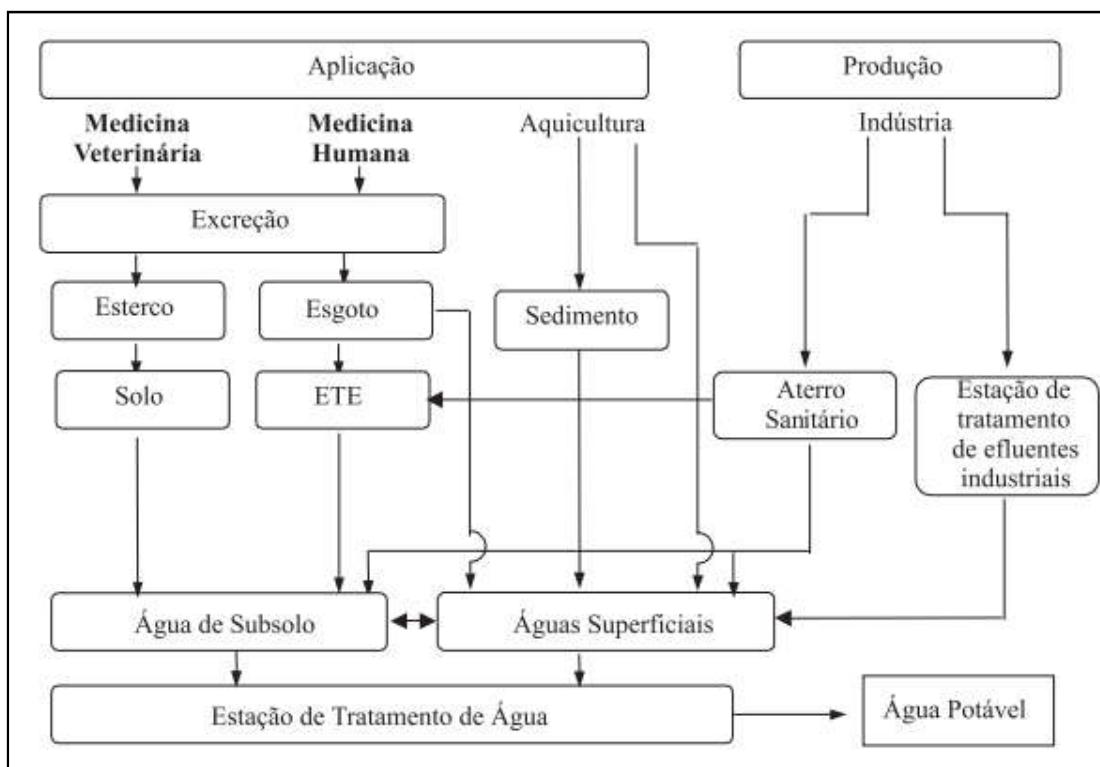 Aplicação
Produção
Medicina
Veterinária
Medicina
Humana
Aquicultura
Indústria
Excreção
Esterco
Esgoto
Sedimento
Solo
ETE
Aterro
Sanitário
Estação de
tratamento
de efluentes
industriais
Água de Subsolo
Águas Superficiais
Estação de Tratamento de Água
Água Potável